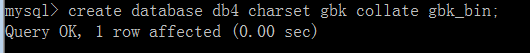 mysql> create database db4 charset gbk collate gbk_bin;
Query OK, 1 row affected (0.00 sec)